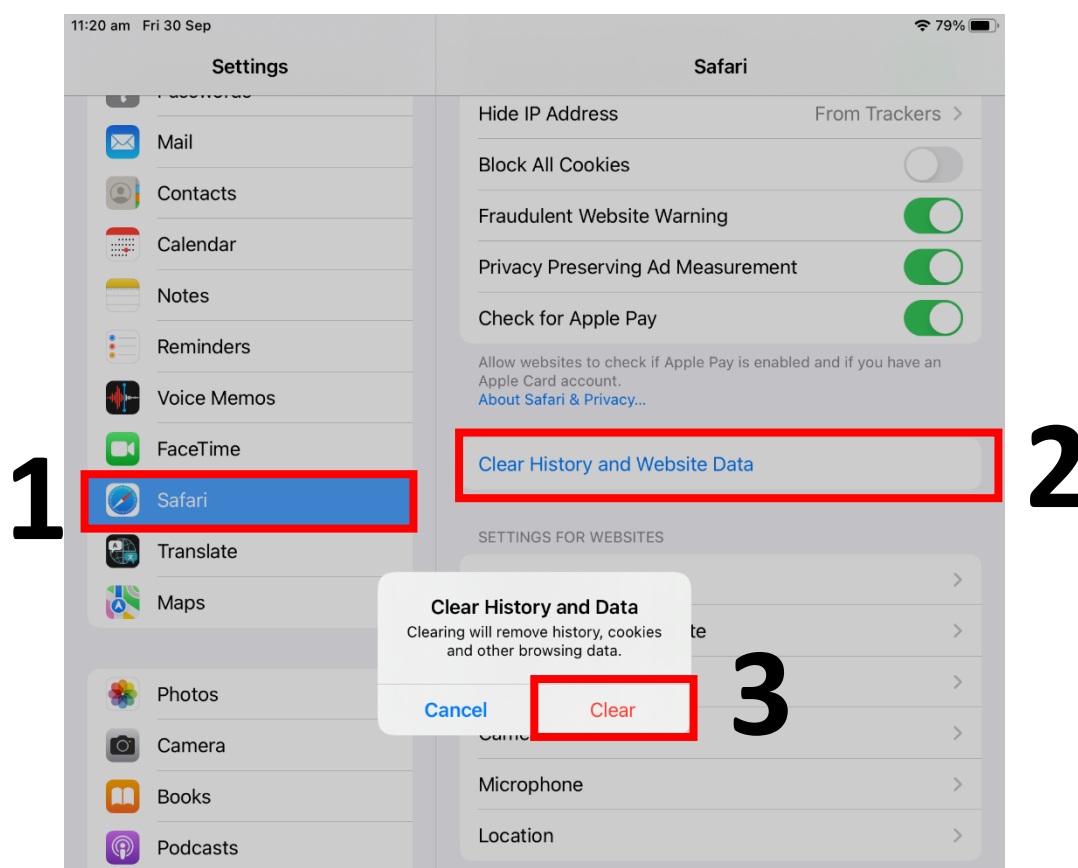 11:20 am Fri 30 Sep
79%
Settings
Mail
Contacts
Calendar
Notes
Reminders
Voice Memos
FaceTime
Safari
Translate
Maps
Photos
Camera
Books
Podcasts
Safari
Hide IP Address From Trackers
Block All Cookies
Fraudulent Website Warning
Privacy Preserving Ad Measurement
Check for Apple Pay
Allow websites to check if Apple Pay is enabled and if you have an
Apple Card account.
About Safari & Privacy...
Clear History and Website Data
SETTINGS FOR WEBSITES
Microphone
Location
Clear History and Data
Clearing will remove history, cookies
and other browsing data.
Cancel Clear
1
2
3